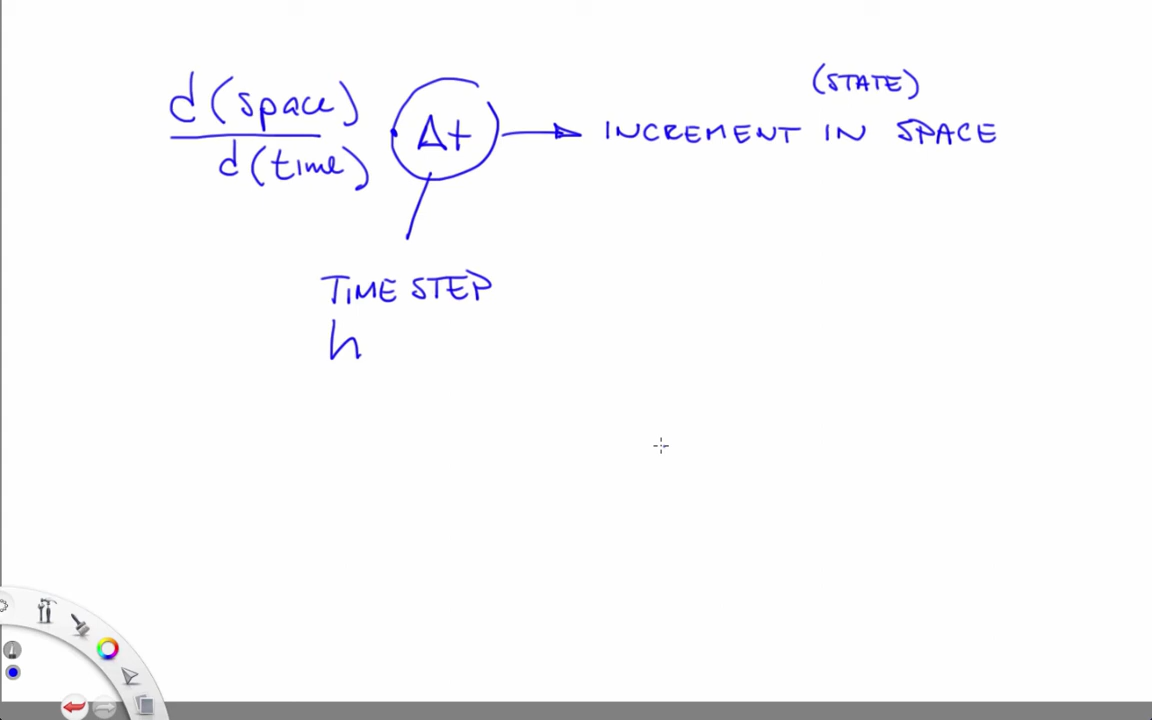 (STATE)
d(space)
d(time)
Δt
INCREMENT IN SPACE
TIME STEP
h